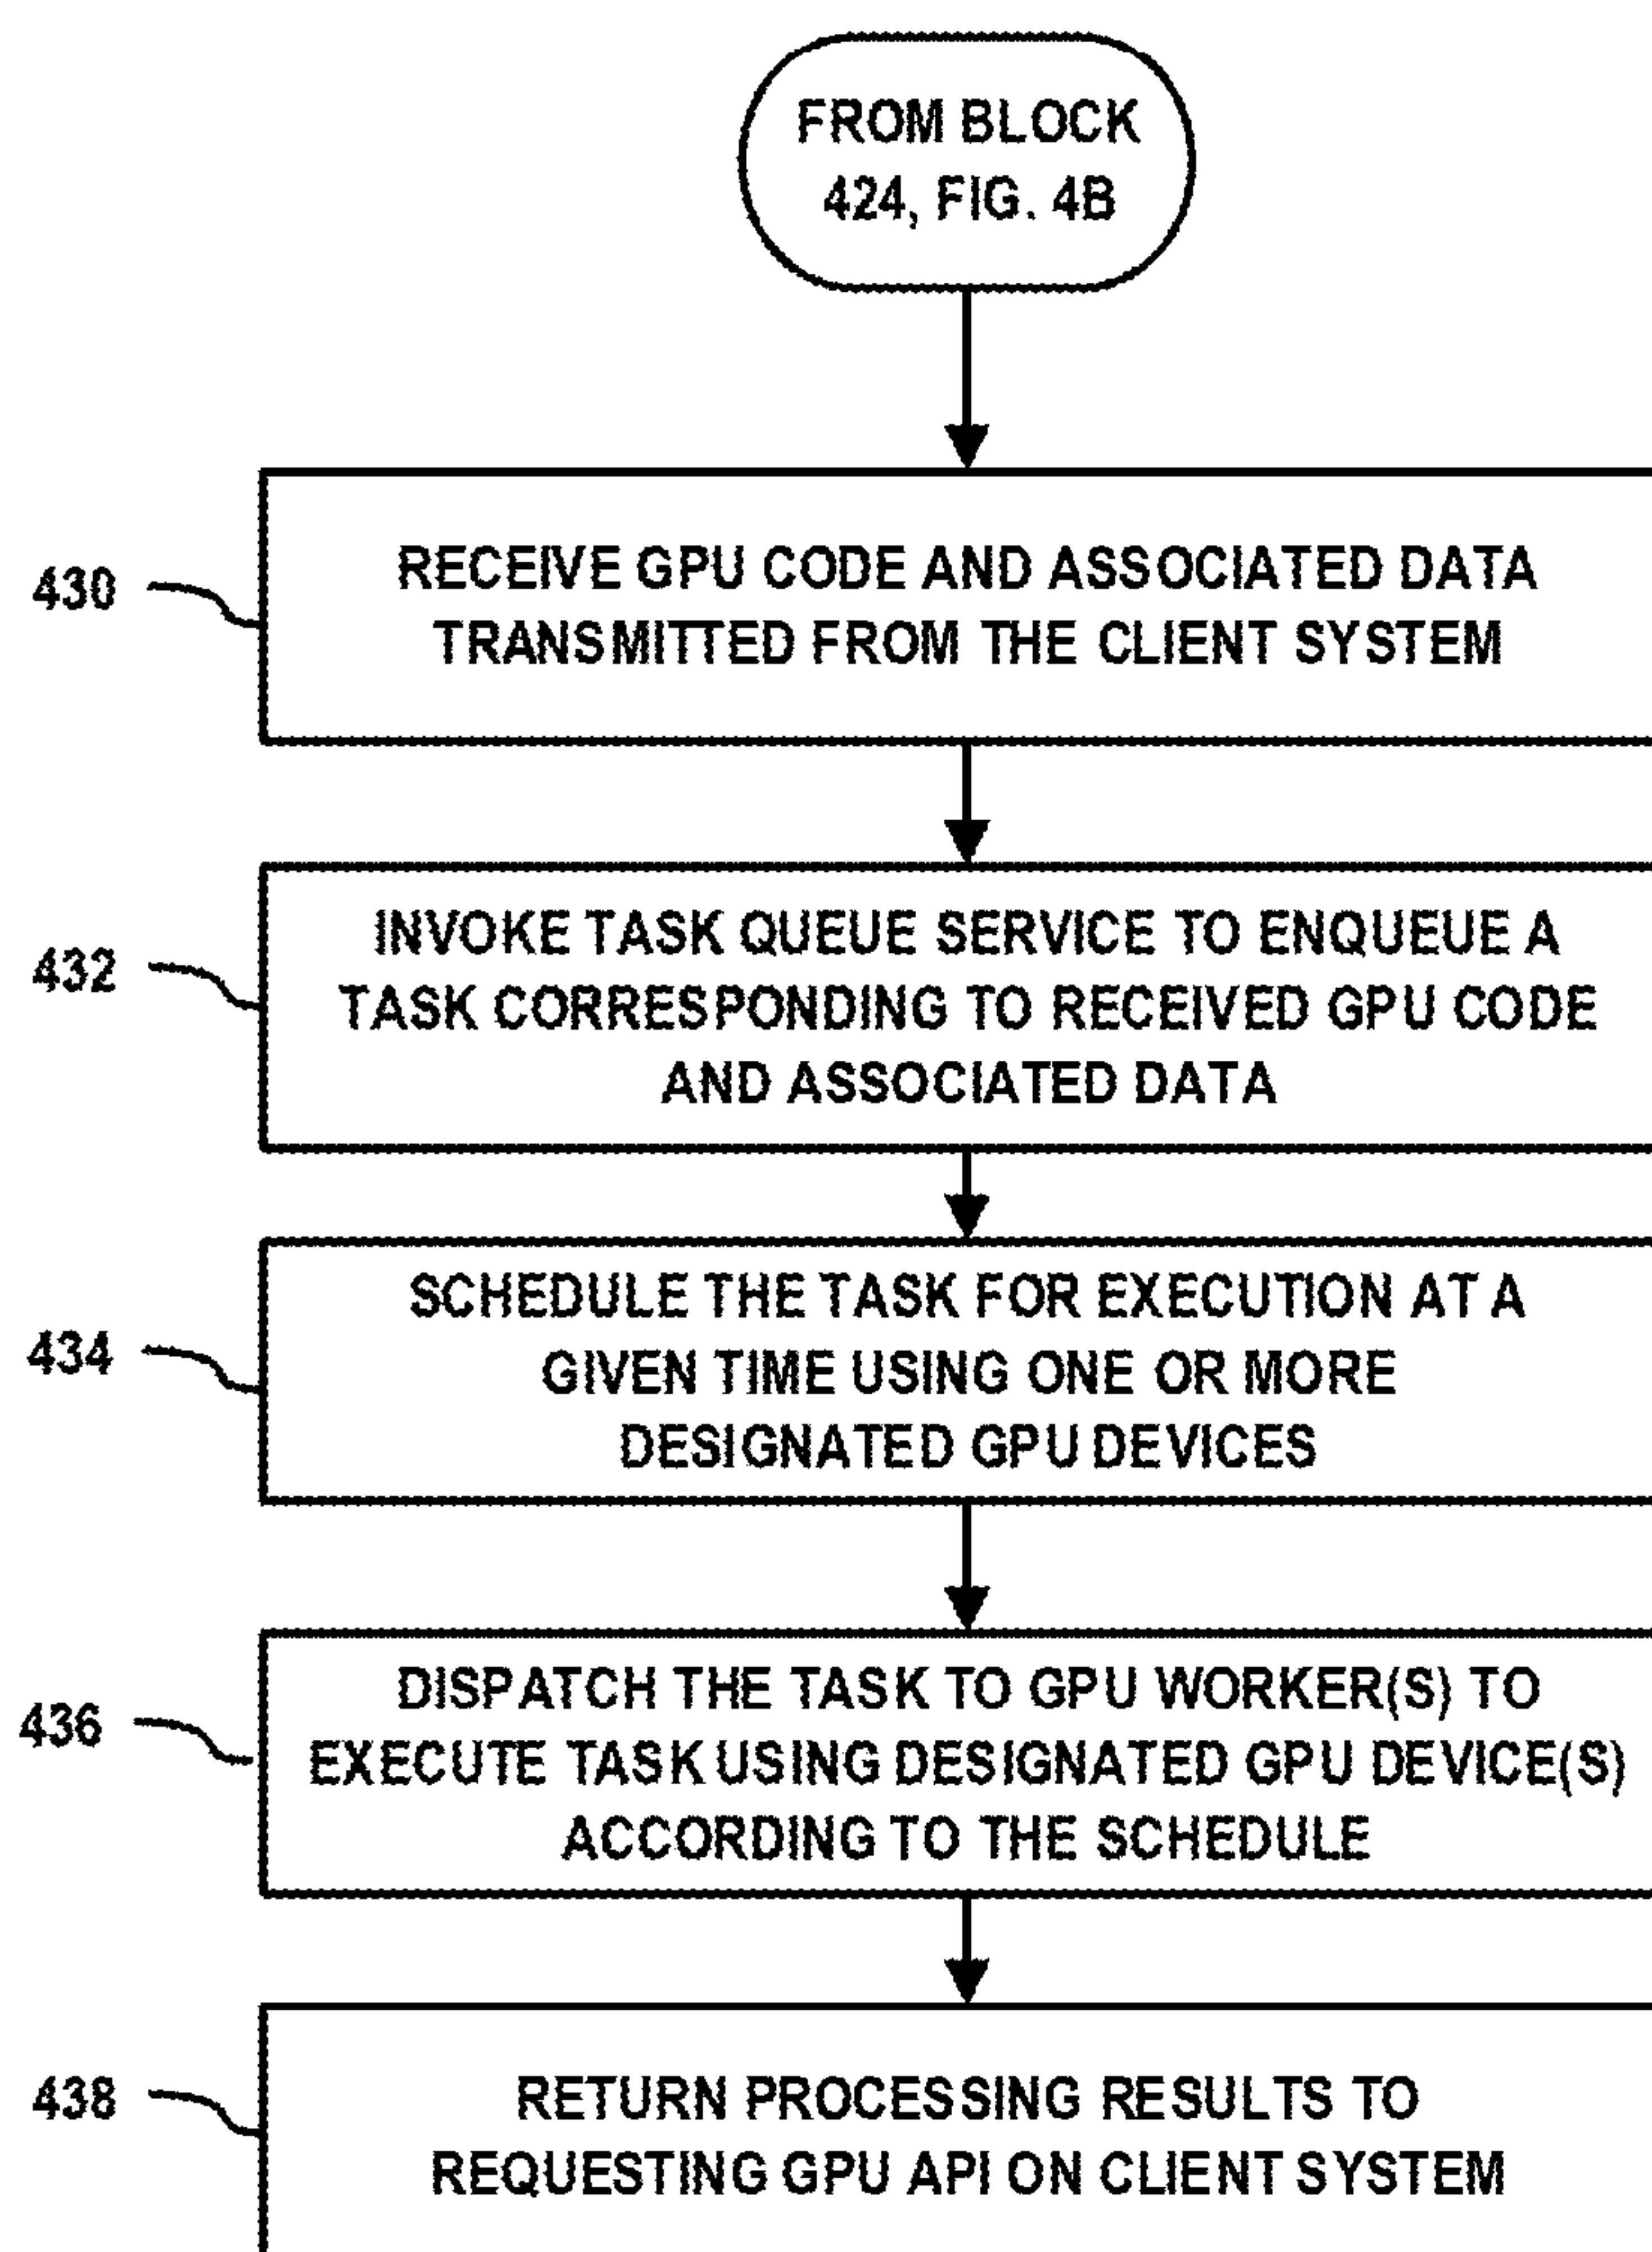 FROM BLOCK
424, FIG. 4B
430
RECEIVE GPU CODE AND ASSOCIATED DATA
TRANSMITTED FROM THE CLIENT SYSTEM
432
INVOKE TASK QUEUE SERVICE TO ENQUEUE A
TASK CORRESPONDING TO RECEIVED GPU CODE
AND ASSOCIATED DATA
434
SCHEDULE THE TASK FOR EXECUTION AT A
GIVEN TIME USING ONE OR MORE
DESIGNATED GPU DEVICES
436
DISPATCH THE TASK TO GPU WORKER(S) TO
EXECUTE TASK USING DESIGNATED GPU DEVICE(S)
ACCORDING TO THE SCHEDULE
438
RETURN PROCESSING RESULTS TO
REQUESTING GPU API ON CLIENT SYSTEM